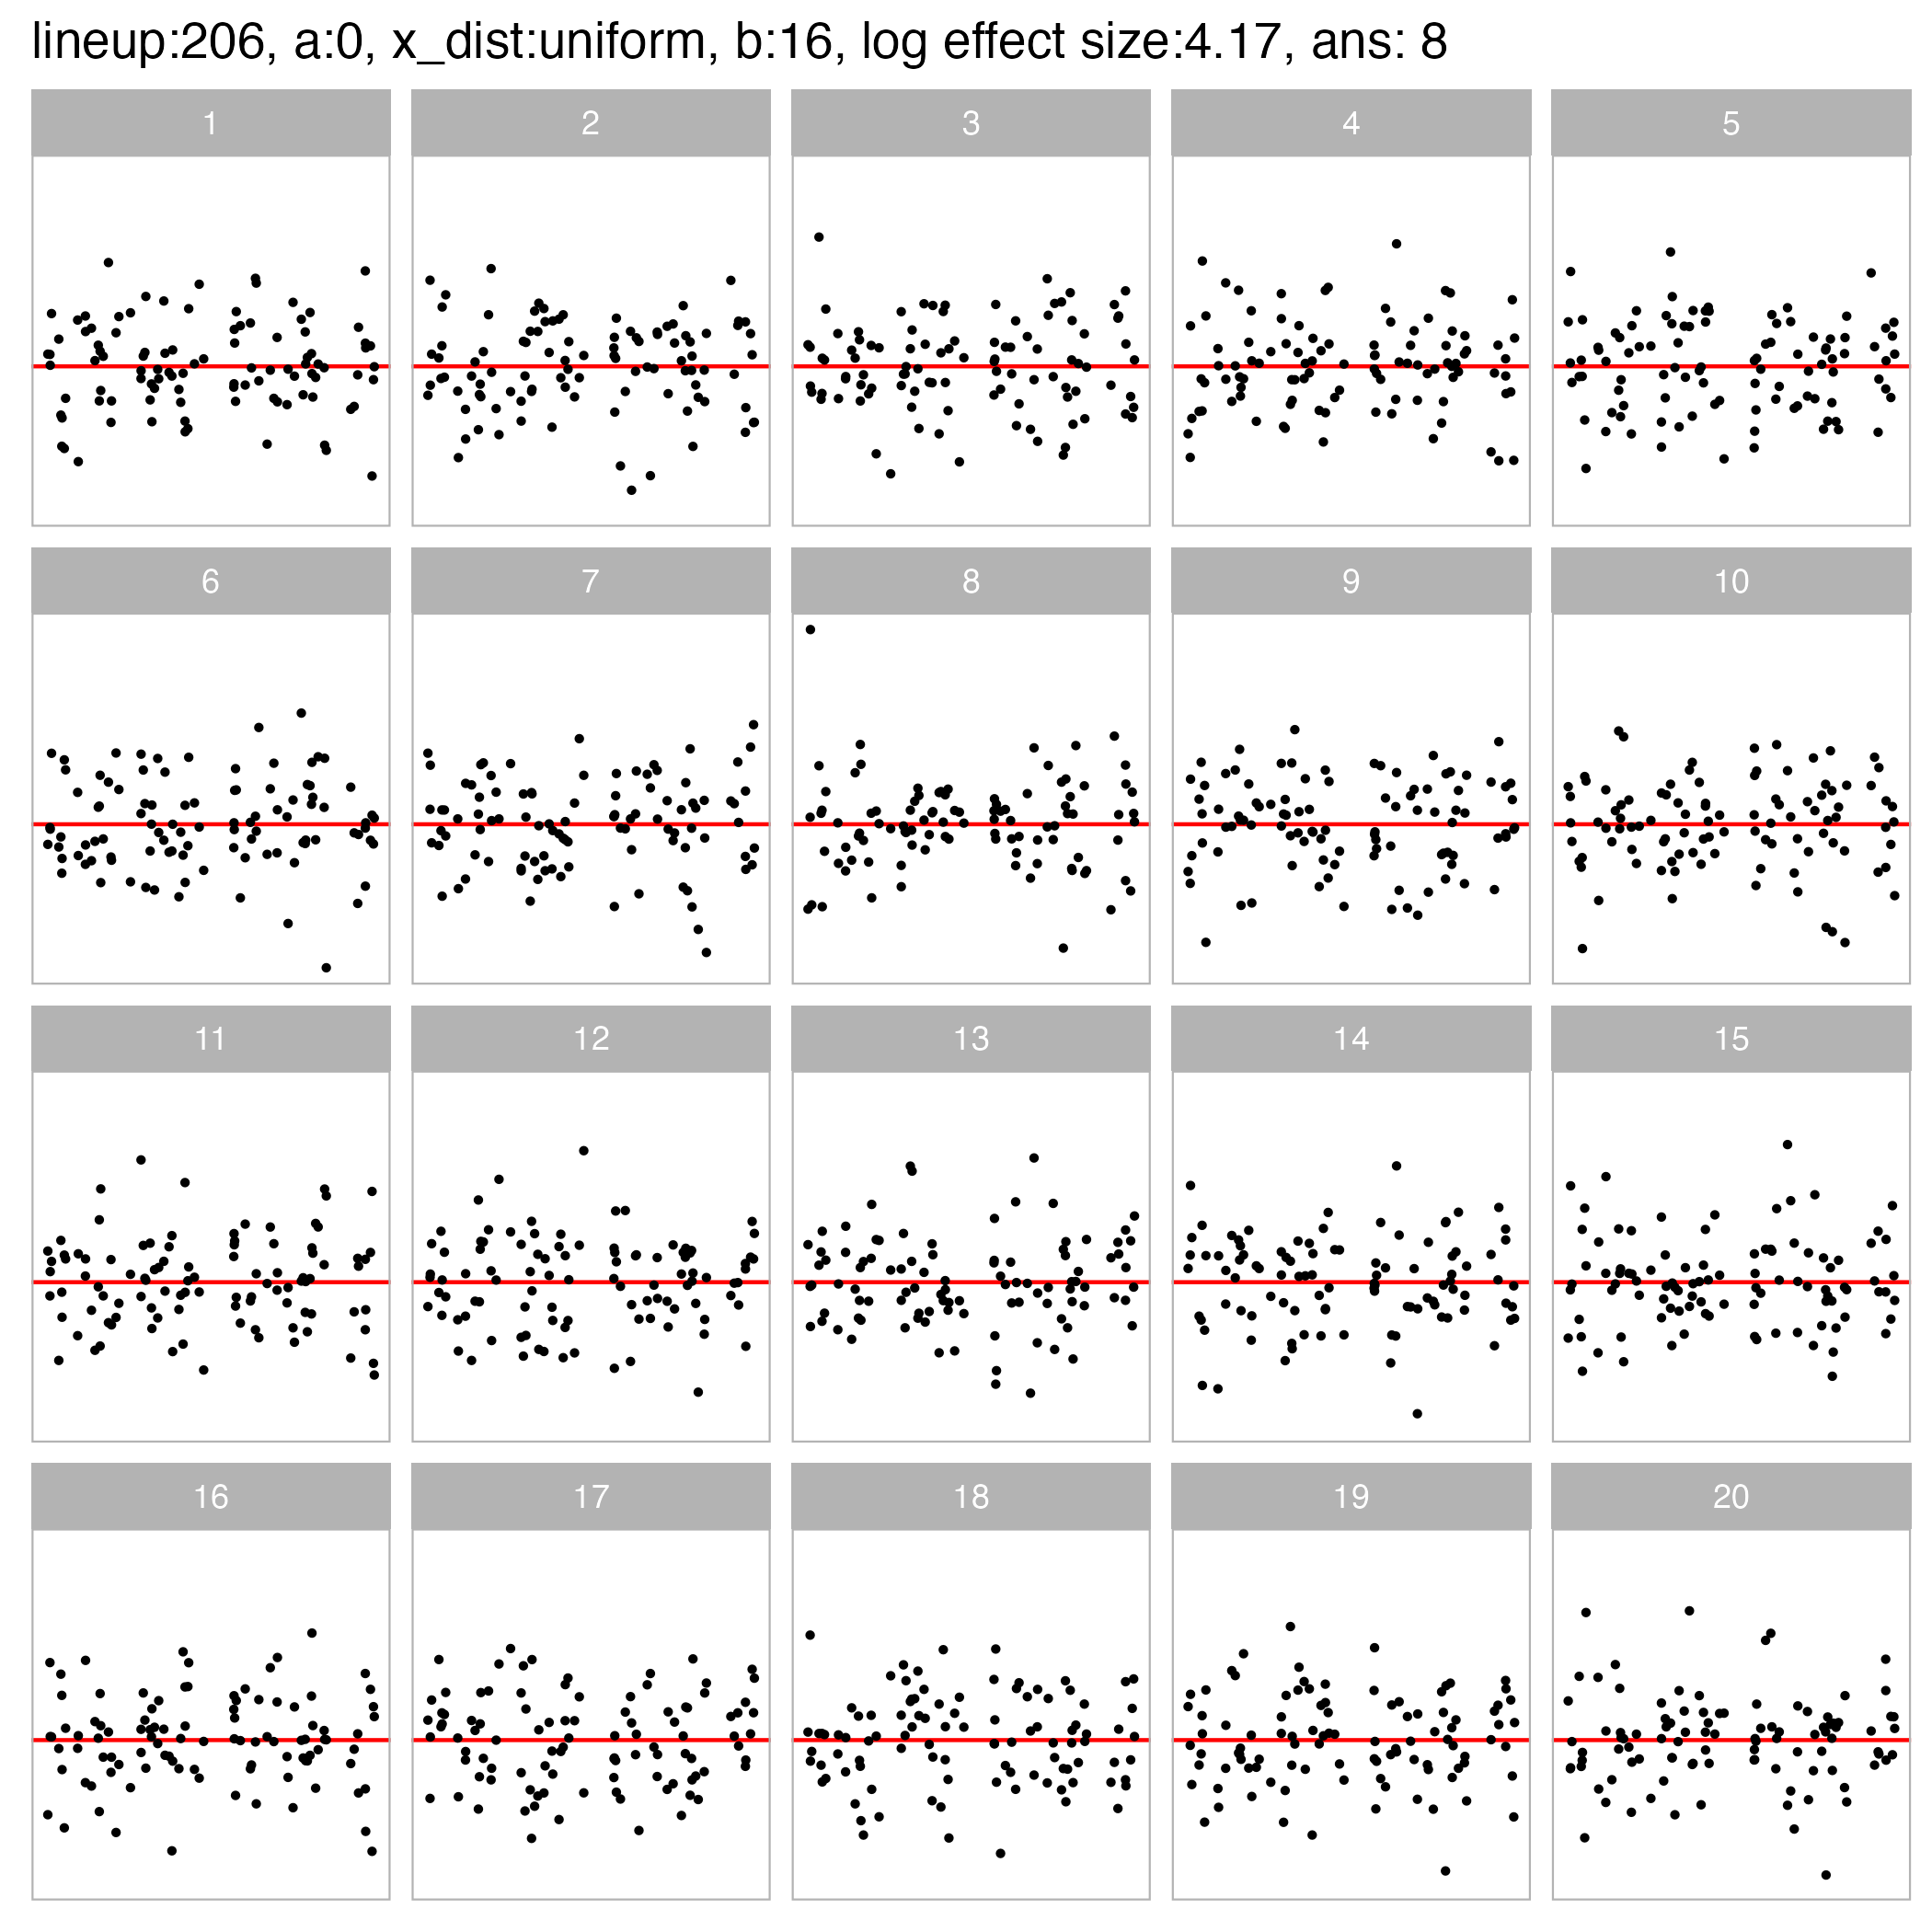 lineup:206, a:0, x_dist:uniform, b:16, log effect size:4.17, ans: 8
1 2 3 4 5
6 7 8 9 10
11 12 13 14 15
16 17 18 19 20